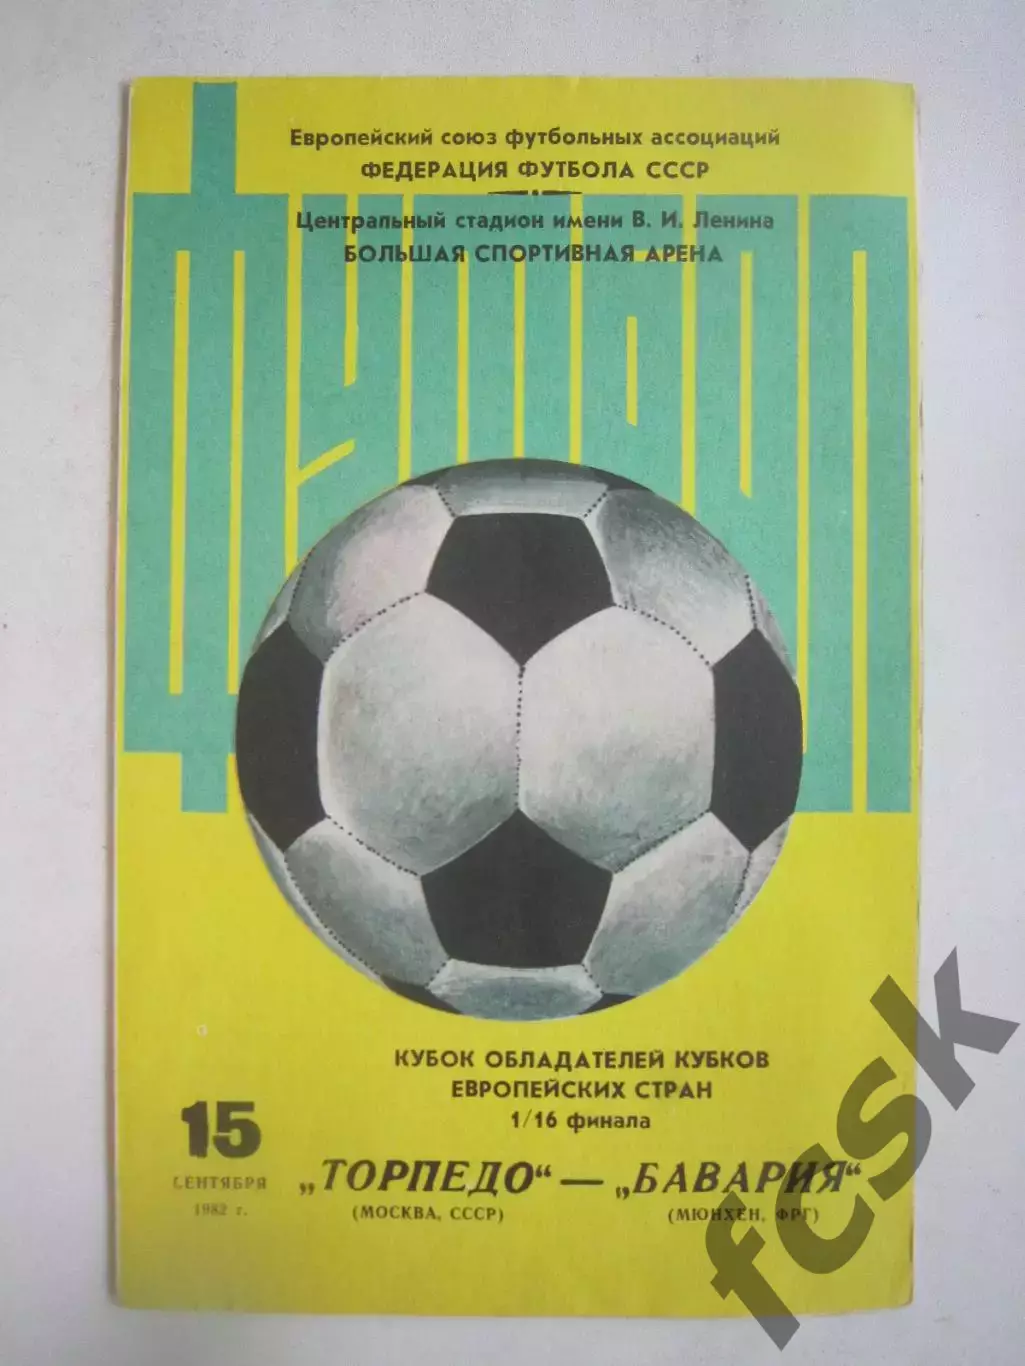 Европейский союз футбольных ассоциаций
ФЕДЕРАЦИЯ ФУТБОЛА СССР
Центральный стадион имени В. И. Ленина
БОЛЬШАЯ СПОРТИВНАЯ АРЕНА
ФУТБОЛ
КУБОК ОБЛАДАТЕЛЕЙ КУБКОВ
ЕВРОПЕЙСКИХ СТРАН
1/16 финала
15
СЕНТЯБРЯ
1982 г.
„ТОРПЕДО“ — „БАВАРИЯ“
(МОСКВА, СССР) (МЮНХЕН, ФРГ)
fcsk